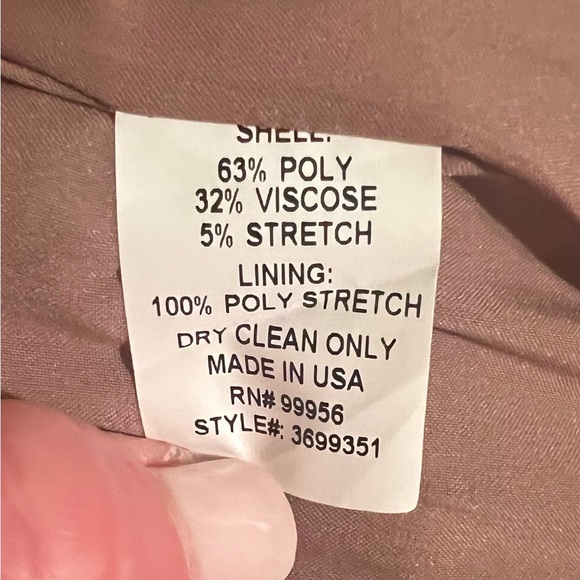 SHELL:
63% POLY
32% VISCOSE
5% STRETCH
LINING:
100% POLY STRETCH
DRY CLEAN ONLY
MADE IN USA
RN# 99956
STYLE#: 3699351